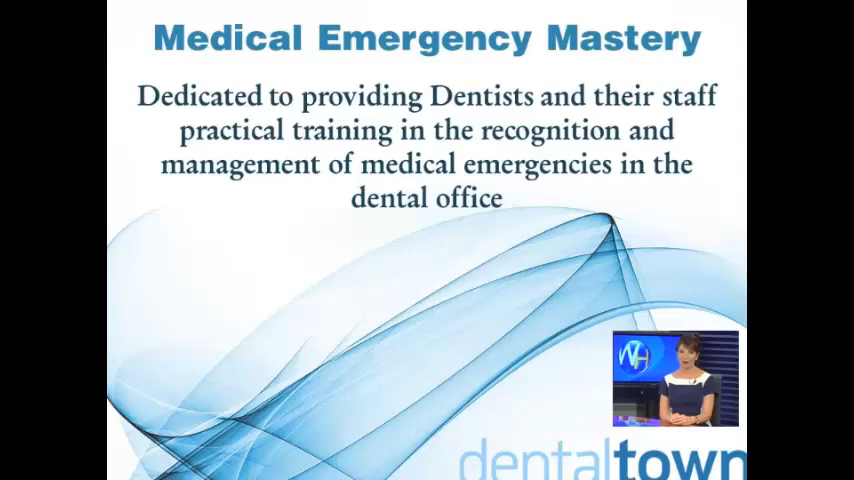 Medical Emergency Mastery
Dedicated to providing Dentists and their staff
practical training in the recognition and
management of medical emergencies in the
dental office
WH
dentaltown